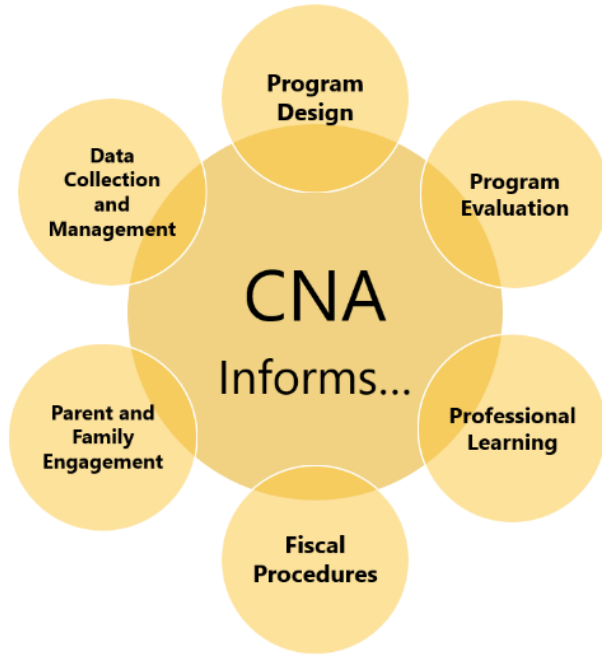 CNA
Informs...
Program
Design
Program
Evaluation
Professional
Learning
Fiscal
Procedures
Parent and
Family
Engagement
Data
Collection
and
Management